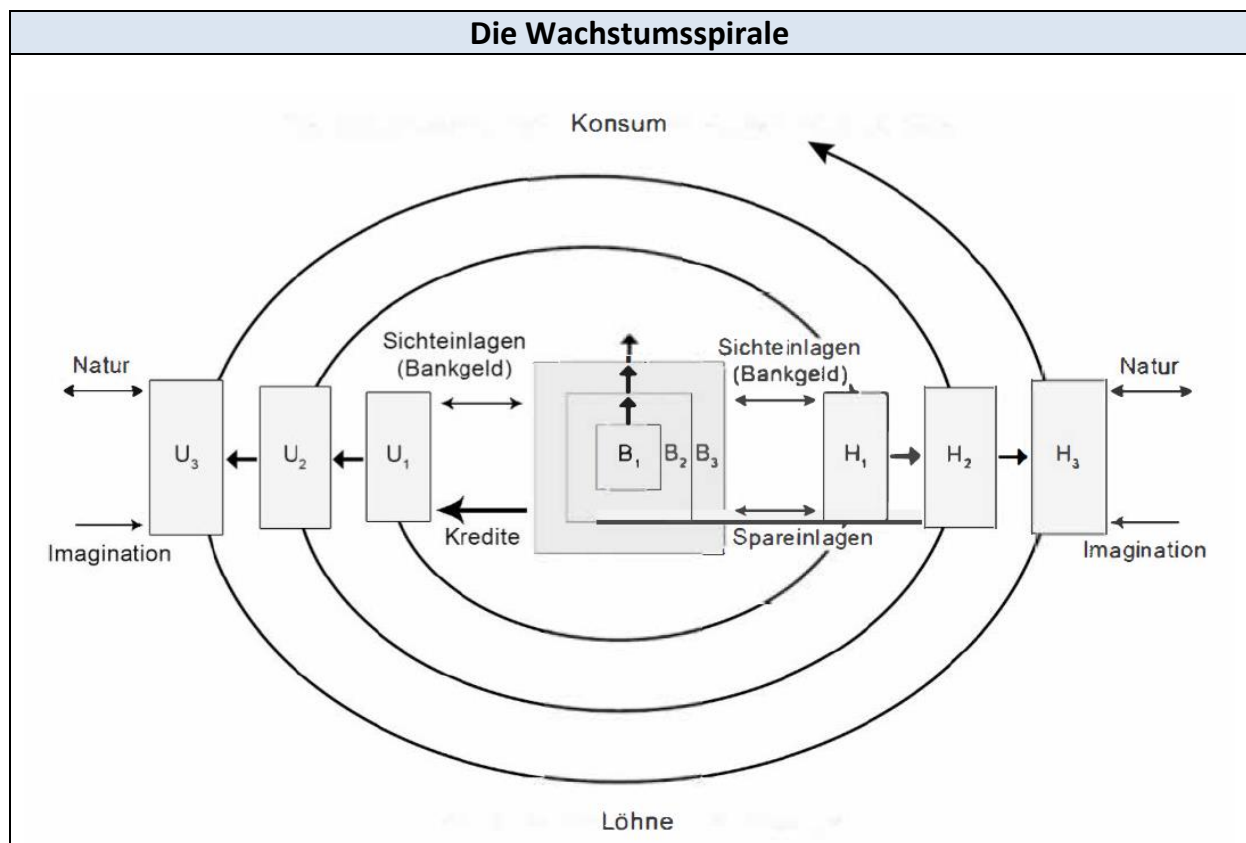 Die Wachstumsspirale
Konsum
Sichteinlagen
(Bankgeld)
Sichteinlagen
(Bankgeld)
Natur
Natur
U₃
U₂
U₁
B₁
B₂
B₃
H₁
H₂
H₃
Imagination
Kredite
Spareinlagen
Imagination
Löhne